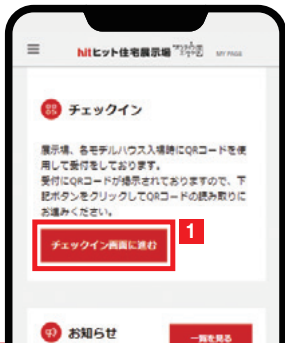 hitヒット住宅展示場 MY PAGE
チェックイン
展示場、各モデルハウス入場時にQRコードを使
用して受付をしております。
受付にQRコードが掲示されておりますので、下
記ボタンをクリックしてQRコードの読み取りに
お進みください。
チェックイン画面に進む
1
お知らせ
一覧を見る